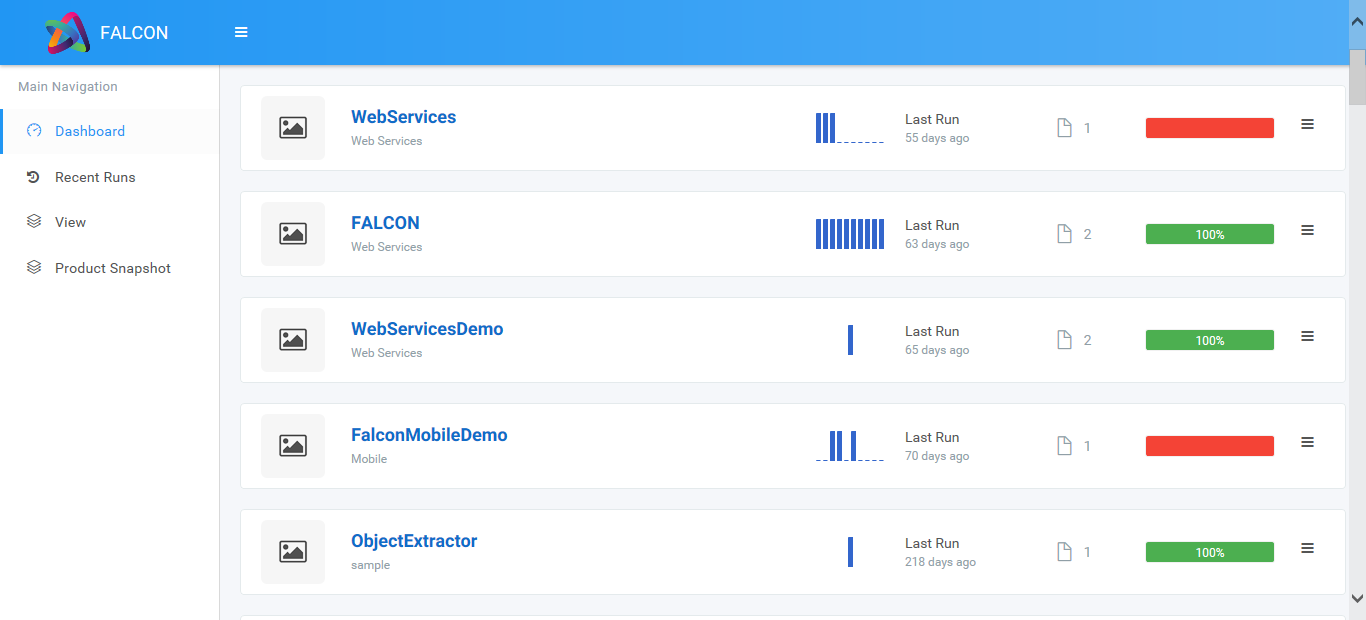 FALCON
Main Navigation
Dashboard
Recent Runs
View
Product Snapshot
WebServices
Web Services
Last Run
55 days ago
1
FALCON
Web Services
Last Run
63 days ago
2
100%
WebServicesDemo
Web Services
Last Run
65 days ago
2
100%
FalconMobileDemo
Mobile
Last Run
70 days ago
1
ObjectExtractor
sample
Last Run
218 days ago
1
100%